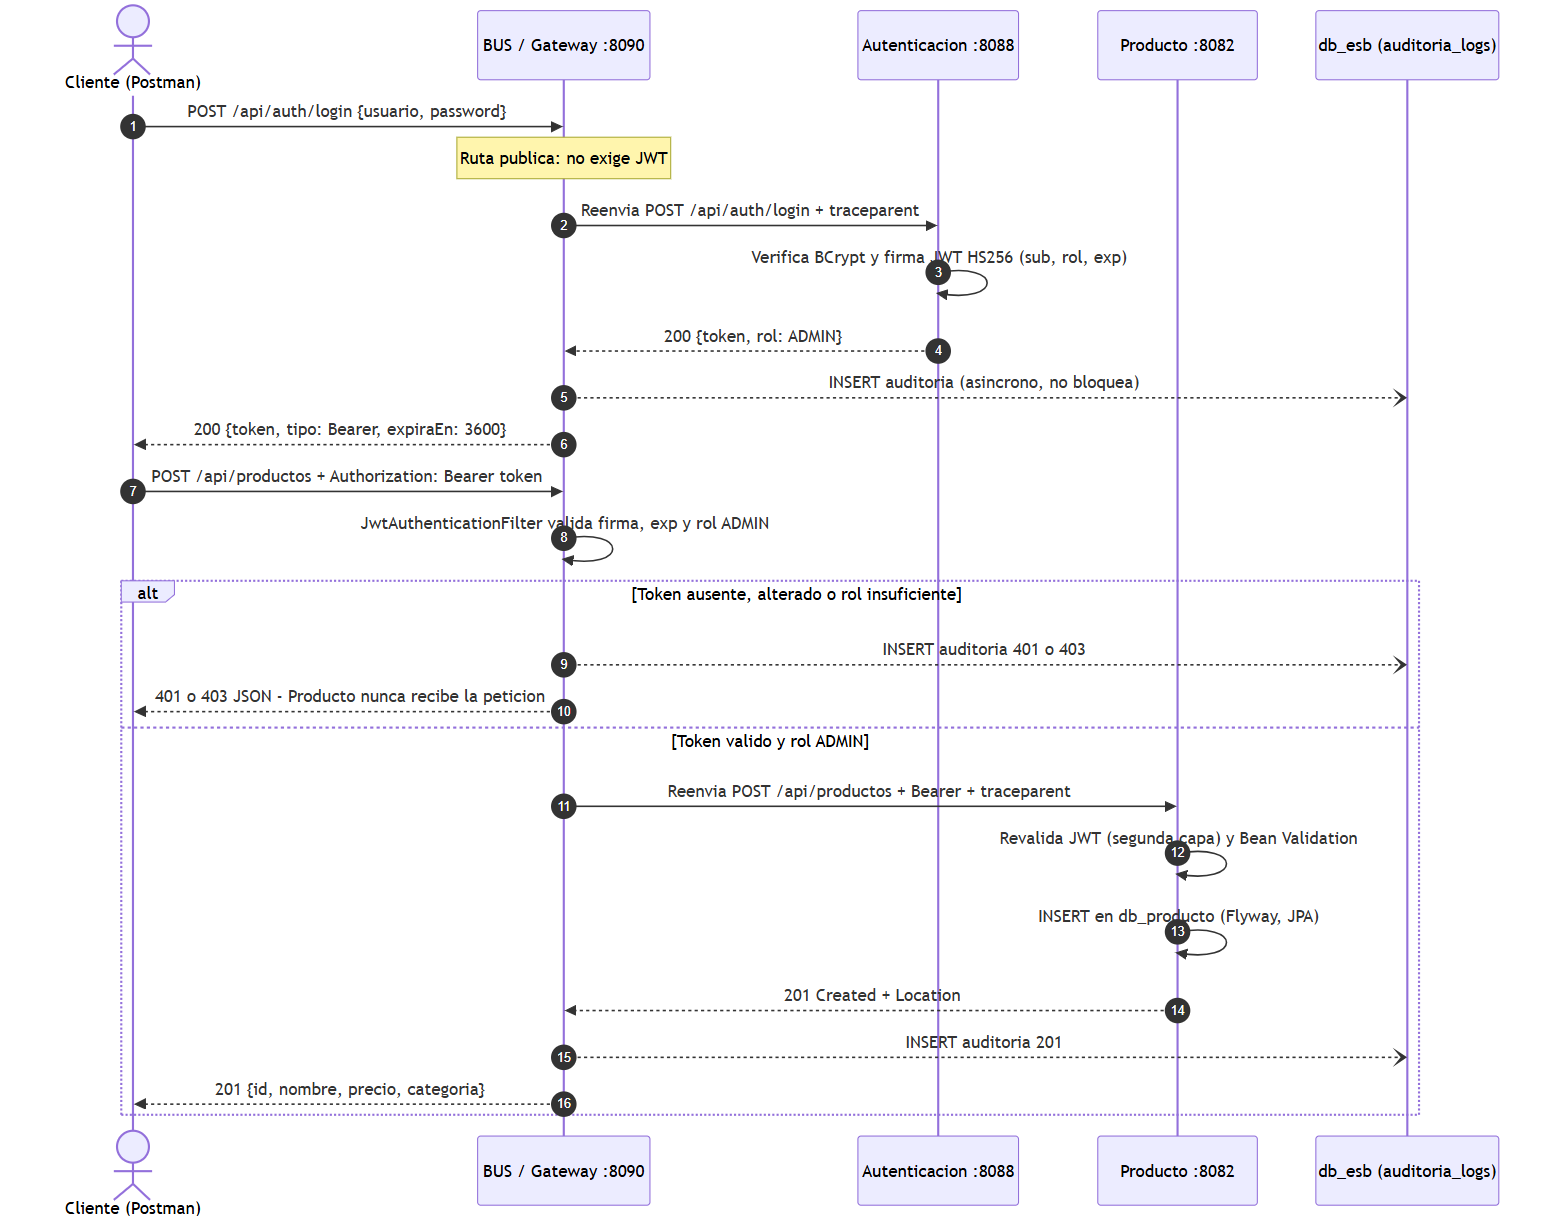 Cliente (Postman)
BUS / Gateway :8090
Autenticacion :8088
Producto :8082
db_esb (auditoria_logs)
POST /api/auth/login {usuario, password}
1
Ruta publica: no exige JWT
Reenvia POST /api/auth/login + traceparent
2
Verifica BCrypt y firma JWT HS256 (sub, rol, exp)
3
200 {token, rol: ADMIN}
4
INSERT auditoria (asincrono, no bloquea)
5
200 {token, tipo: Bearer, expiraEn: 3600}
6
POST /api/productos + Authorization: Bearer token
7
JwtAuthenticationFilter valida firma, exp y rol ADMIN
8
alt
[Token ausente, alterado o rol insuficiente]
INSERT auditoria 401 o 403
9
401 o 403 JSON - Producto nunca recibe la peticion
10
[Token valido y rol ADMIN]
Reenvia POST /api/productos + Bearer + traceparent
11
Revalida JWT (segunda capa) y Bean Validation
12
INSERT en db_producto (Flyway, JPA)
13
201 Created + Location
14
INSERT auditoria 201
15
201 {id, nombre, precio, categoria}
16
Cliente (Postman)
BUS / Gateway :8090
Autenticacion :8088
Producto :8082
db_esb (auditoria_logs)